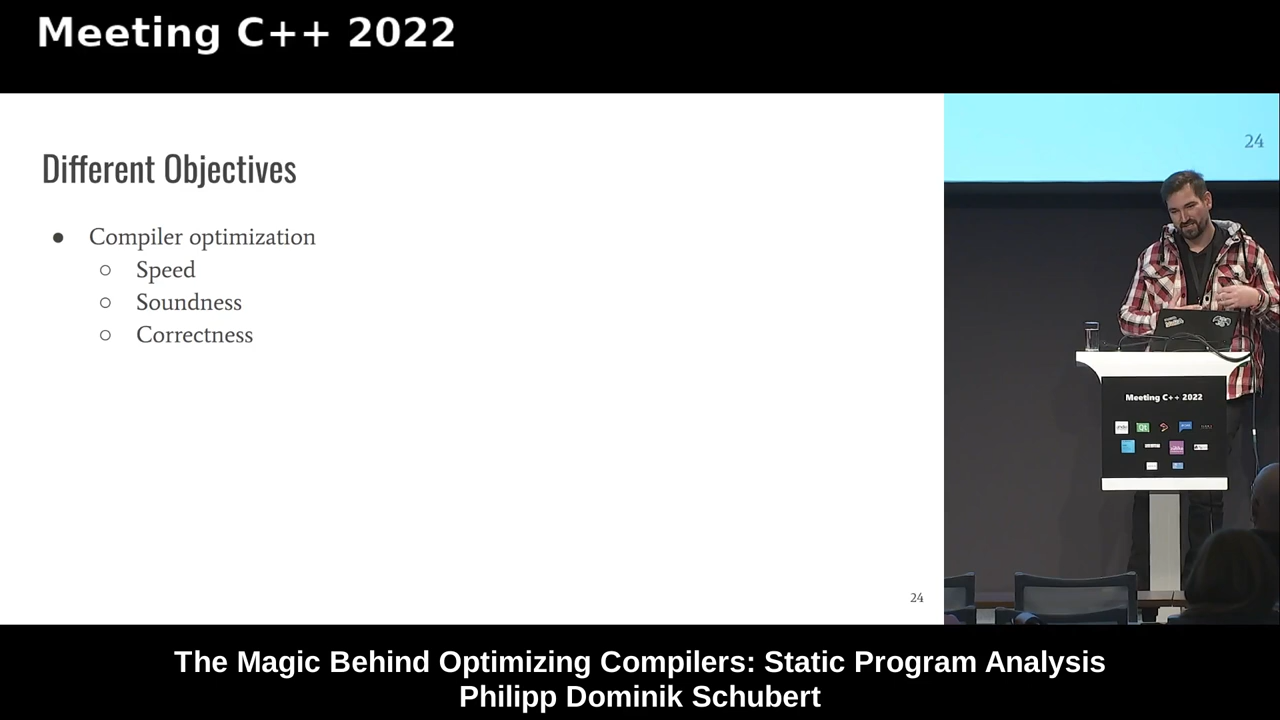 Meeting C++ 2022
Different Objectives
● Compiler optimization
○ Speed
○ Soundness
○ Correctness
24
24
Meeting C++ 2022
Qt
The Magic Behind Optimizing Compilers: Static Program Analysis
Philipp Dominik Schubert